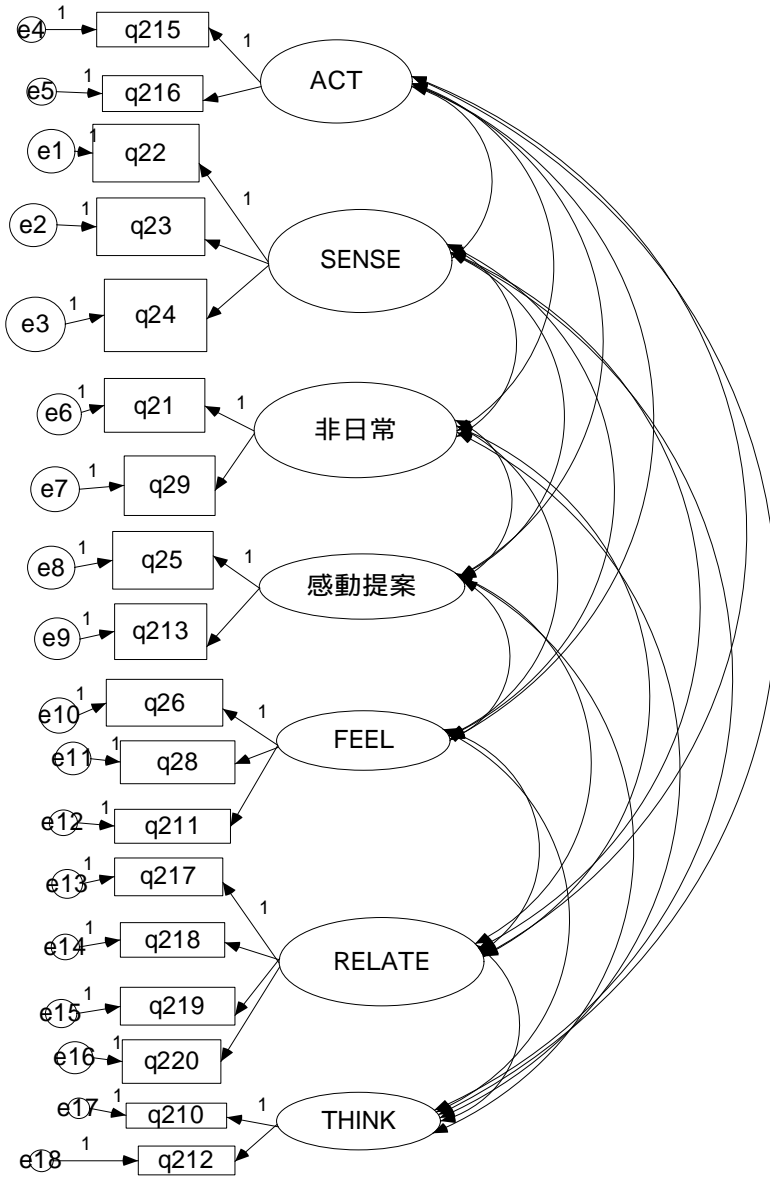 e4 1 q215 1
ACT
e5 1 q216
e1 1 q22
1
e2 1 q23
SENSE
e3 1 q24
e6 1 q21 1
非日常
e7 1 q29
e8 1 q25 1
感動提案
e9 1 q213
e10 1 q26 1
FEEL
e11 1 q28
e12 1 q211
e13 1 q217
1
e14 1 q218
RELATE
e15 1 q219
e16 1 q220
e17 1 q210 1
THINK
e18 1 q212